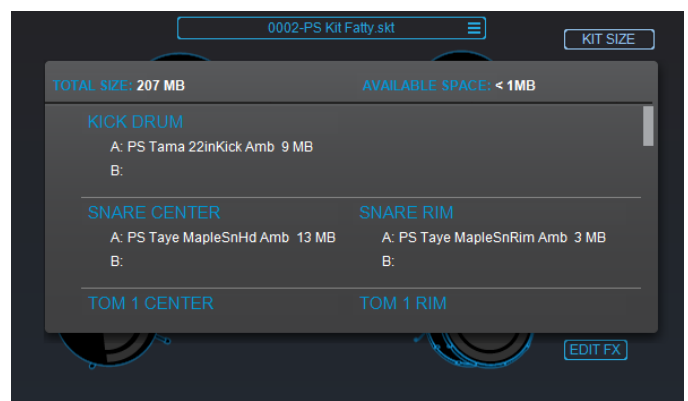 0002-PS Kit Fatty.skt
KIT SIZE
TOTAL SIZE: 207 MB AVAILABLE SPACE: < 1MB
KICK DRUM
A: PS Tama 22inKick Amb 9 MB
B:
SNARE CENTER SNARE RIM
A: PS Taye MapleSnHd Amb 13 MB A: PS Taye MapleSnRim Amb 3 MB
B: B:
TOM 1 CENTER TOM 1 RIM
EDIT FX